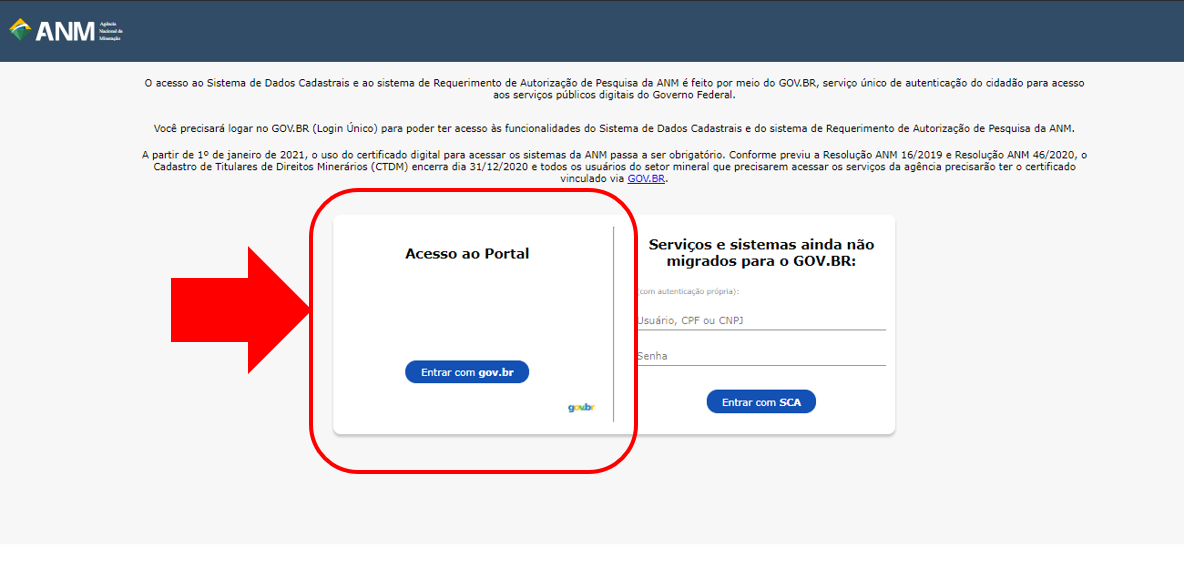 ANM Agência
Nacional de
Mineração
O acesso ao Sistema de Dados Cadastrais e ao sistema de Requerimento de Autorização de Pesquisa da ANM é feito por meio do GOV.BR, serviço único de autenticação do cidadão para acesso
aos serviços públicos digitais do Governo Federal.
Você precisará logar no GOV.BR (Login Único) para poder ter acesso às funcionalidades do Sistema de Dados Cadastrais e do sistema de Requerimento de Autorização de Pesquisa da ANM.
A partir de 1º de janeiro de 2021, o uso do certificado digital para acessar os sistemas da ANM passa a ser obrigatório. Conforme previu a Resolução ANM 16/2019 e Resolução ANM 46/2020, o
Cadastro de Titulares de Direitos Minerários (CTDM) encerra dia 31/12/2020 e todos os usuários do setor mineral que precisarem acessar os serviços da agência precisarão ter o certificado
vinculado via GOV.BR.
Acesso ao Portal
Entrar com gov.br
gov.br
Serviços e sistemas ainda não
migrados para o GOV.BR:
(com autenticação própria):
Usuário, CPF ou CNPJ
Senha
Entrar com SCA